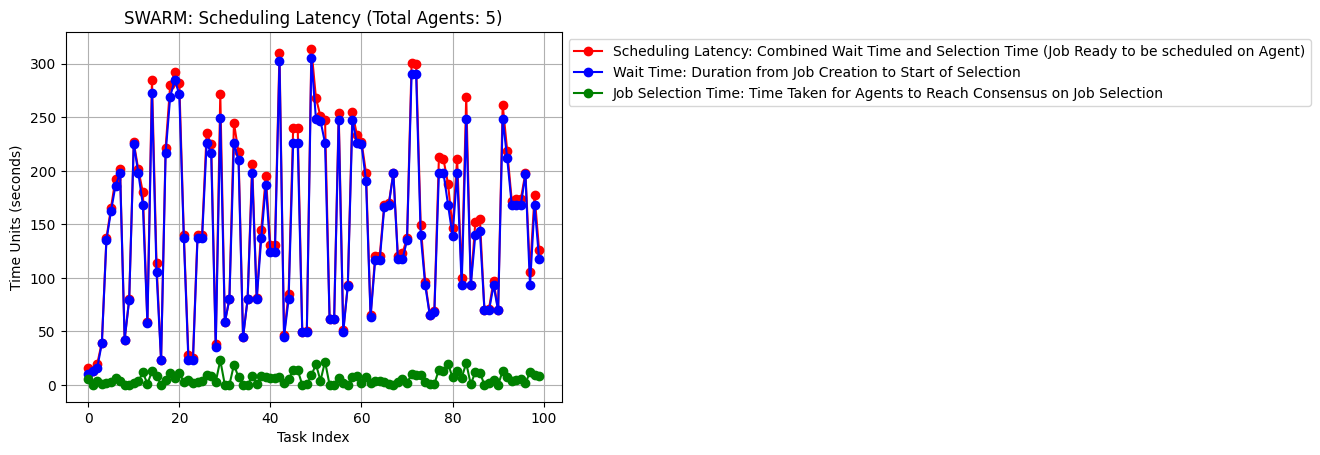 SWARM: Scheduling Latency (Total Agents: 5)
Scheduling Latency: Combined Wait Time and Selection Time (Job Ready to be scheduled on Agent)
Wait Time: Duration from Job Creation to Start of Selection
Job Selection Time: Time Taken for Agents to Reach Consensus on Job Selection
Time Units (seconds)
300
250
200
150
100
50
0
0 20 40 60 80 100
Task Index